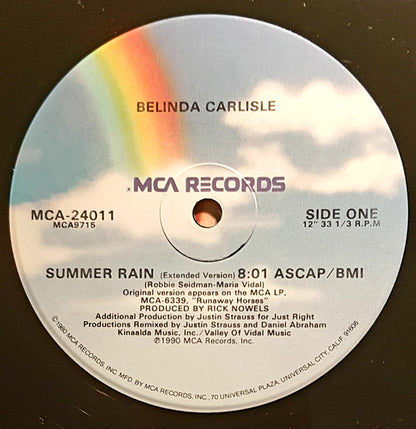 BELINDA CARLISLE
MCA RECORDS
MCA-24011
MCA9715
SIDE ONE
12" 33 1/3 R.P.M
SUMMER RAIN (Extended Version) 8:01 ASCAP/BMI
(Robbie Seidman-Maria Vidal)
Original version appears on the MCA LP,
MCA-6339, "Runaway Horses"
PRODUCED BY RICK NOWELS
Additional Production by Justin Strauss for Just Right
Productions Remixed by Justin Strauss and Daniel Abraham
Kinaalda Music, Inc./Valley Of Vidal Music
℗1990 MCA Records, Inc.
©1980 MCA RECORDS, INC. MFD. BY MCA RECORDS, INC., 70 UNIVERSAL PLAZA, UNIVERSAL CITY, CALIF. 91608